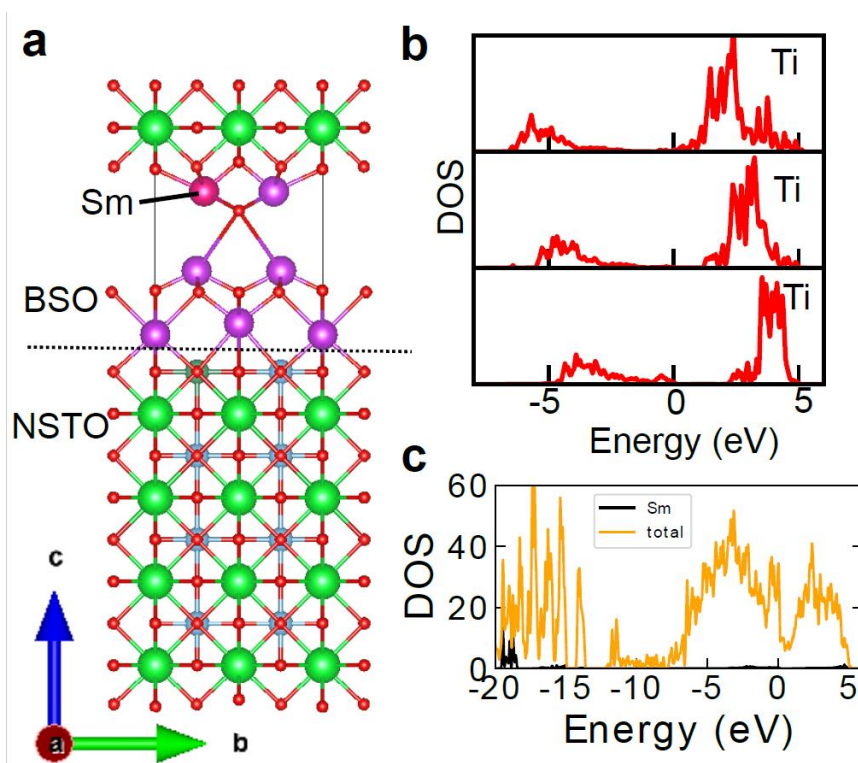 a
Sm
BSO
NSTO
c
a
b
b
DOS
Ti
Ti
Ti
-5
0
5
Energy (eV)
c
DOS
60
40
20
0
Sm
total
-20
-15
-10
-5
0
5
Energy (eV)